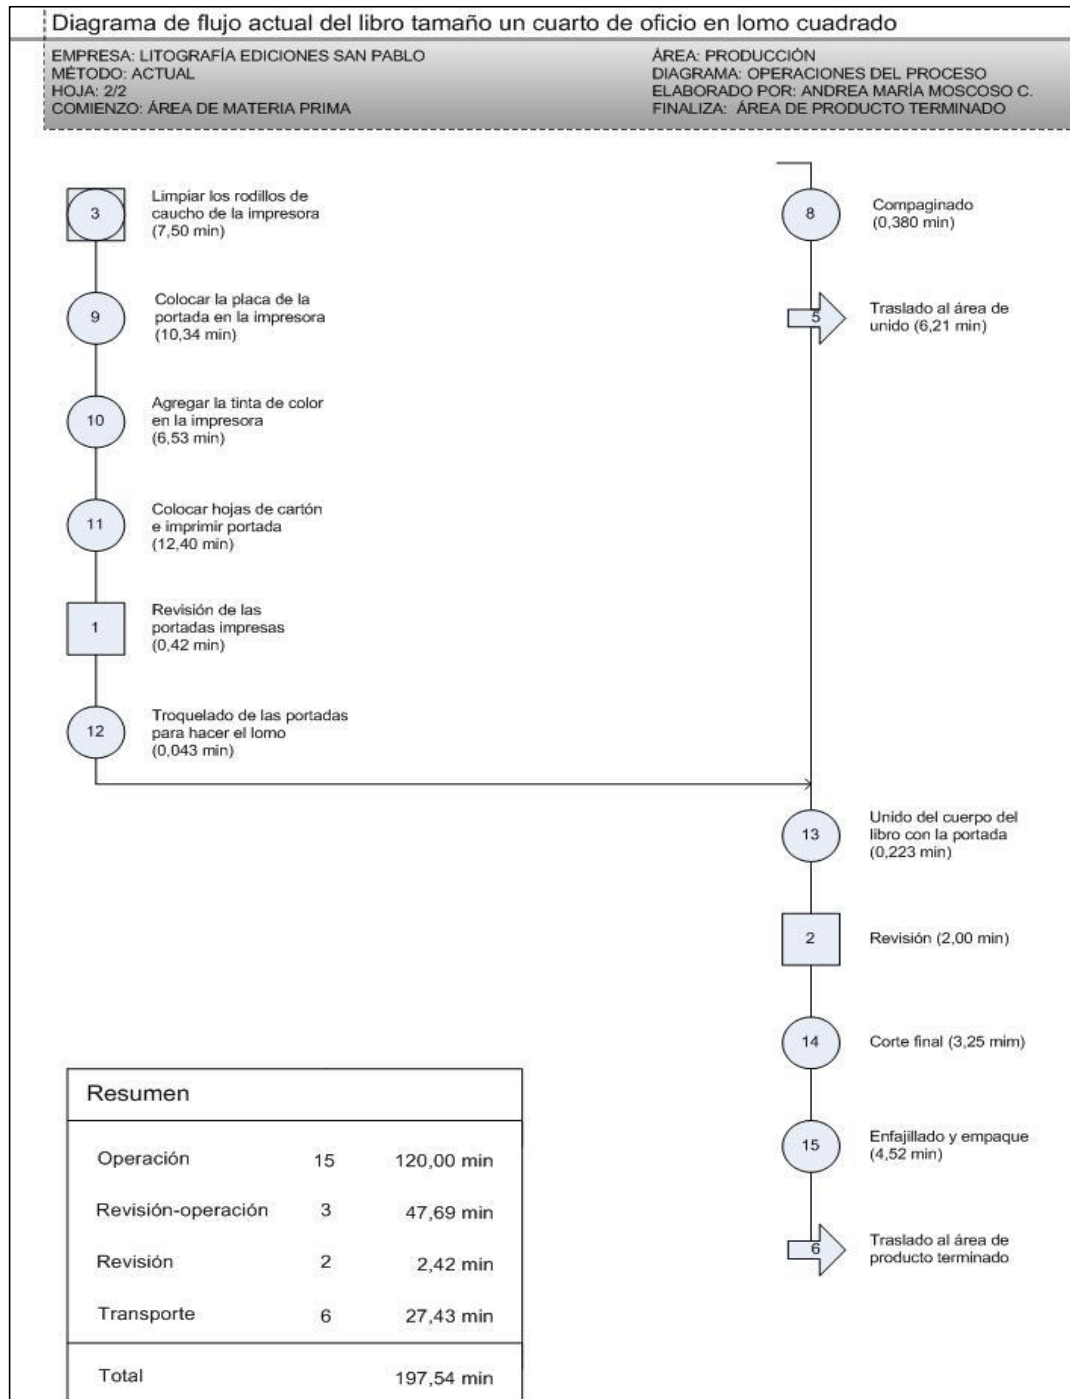 Diagrama de flujo actual del libro tamaño un cuarto de oficio en lomo cuadrado
EMPRESA: LITOGRAFÍA EDICIONES SAN PABLO
MÉTODO: ACTUAL
HOJA: 2/2
COMIENZO: ÁREA DE MATERIA PRIMA
ÁREA: PRODUCCIÓN
DIAGRAMA: OPERACIONES DEL PROCESO
ELABORADO POR: ANDREA MARÍA MOSCOSO C.
FINALIZA: ÁREA DE PRODUCTO TERMINADO
3
Limpiar los rodillos de
caucho de la impresora
(7,50 min)
9
Colocar la placa de la
portada en la impresora
(10,34 min)
10
Agregar la tinta de color
en la impresora
(6,53 min)
11
Colocar hojas de cartón
e imprimir portada
(12,40 min)
1
Revisión de las
portadas impresas
(0,42 min)
12
Troquelado de las portadas
para hacer el lomo
(0,043 min)
8
Compaginado
(0,380 min)
5
Traslado al área de
unido (6,21 min)
13
Unido del cuerpo del
libro con la portada
(0,223 min)
2
Revisión (2,00 min)
14
Corte final (3,25 mim)
15
Enfajillado y empaque
(4,52 min)
6
Traslado al área de
producto terminado
Resumen
Operación 15 120,00 min
Revisión-operación 3 47,69 min
Revisión 2 2,42 min
Transporte 6 27,43 min
Total 197,54 min